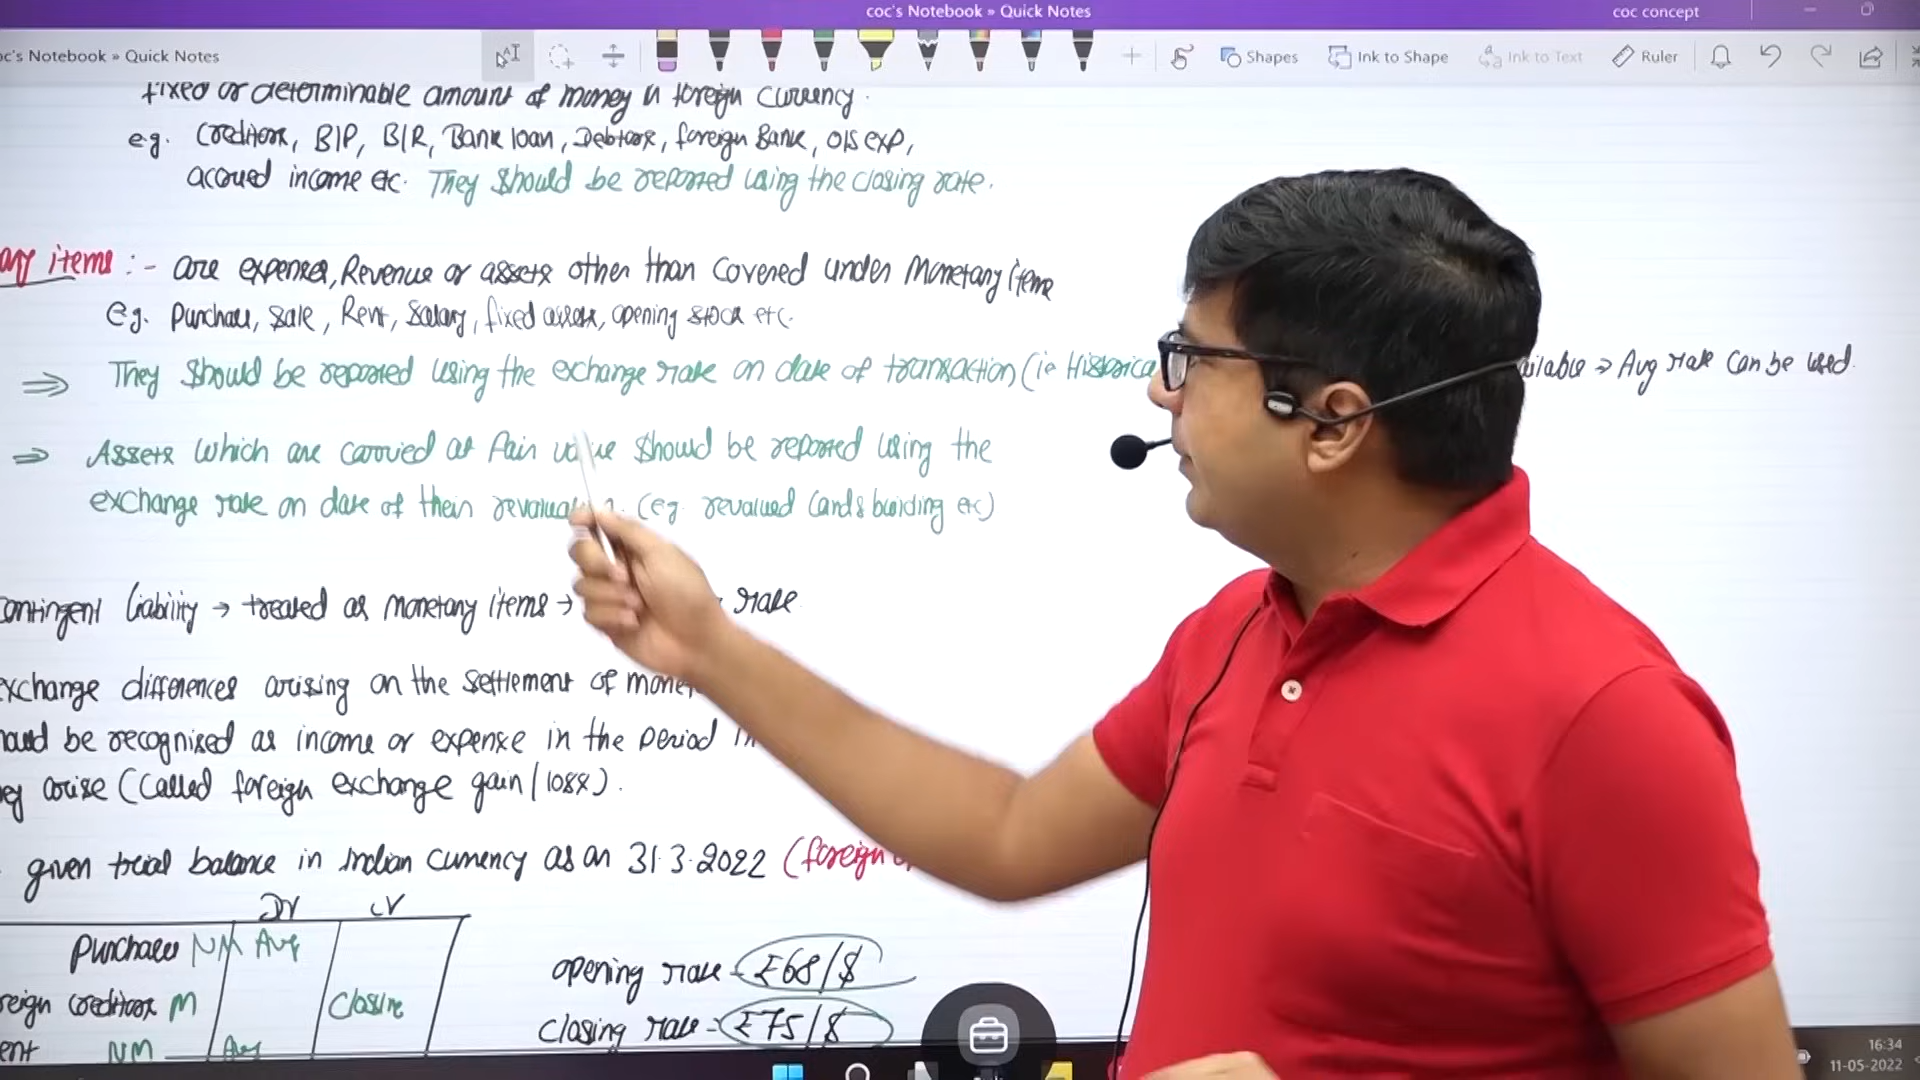 coc's Notebook » Quick Notes
coc concept
oc's Notebook » Quick Notes
Shapes
Ink to Shape
Ink to Text
Ruler
fixed or determinable amount of money in foreign currency.
e.g. Creditors, B/P, B/R, Bank loan, Debtors, foreign Bank, O/S exp,
accrued income etc. They should be reported using the closing rate.
ary items :- are expenses, Revenue or assets other than covered under Monetary items
e.g. Purchase, Sale, Rent, Salary, fixed assets, opening stock etc.
⇒ They should be reported using the exchange rate on date of transaction (ie Historica
ailable → Avg rate can be used.
⇒ Assets which are carried at fair value should be reported using the
exchange rate on date of their (eg. revalued Land & building etc)
contingent liability → treated as monetary items → rate
exchange differences arising on the settlement of mone
hould be recognised as income or expense in the period in
ey arise (called foreign exchange gain/loss).
given trial balance in Indian currency as on 31.3.2022 (foreign
Dr Cr
Purchases NM Avg
reign creditors M Closing
ent NM Avg
opening rate - ₹68/$
closing rate - ₹75/$
16:34
11-05-2022